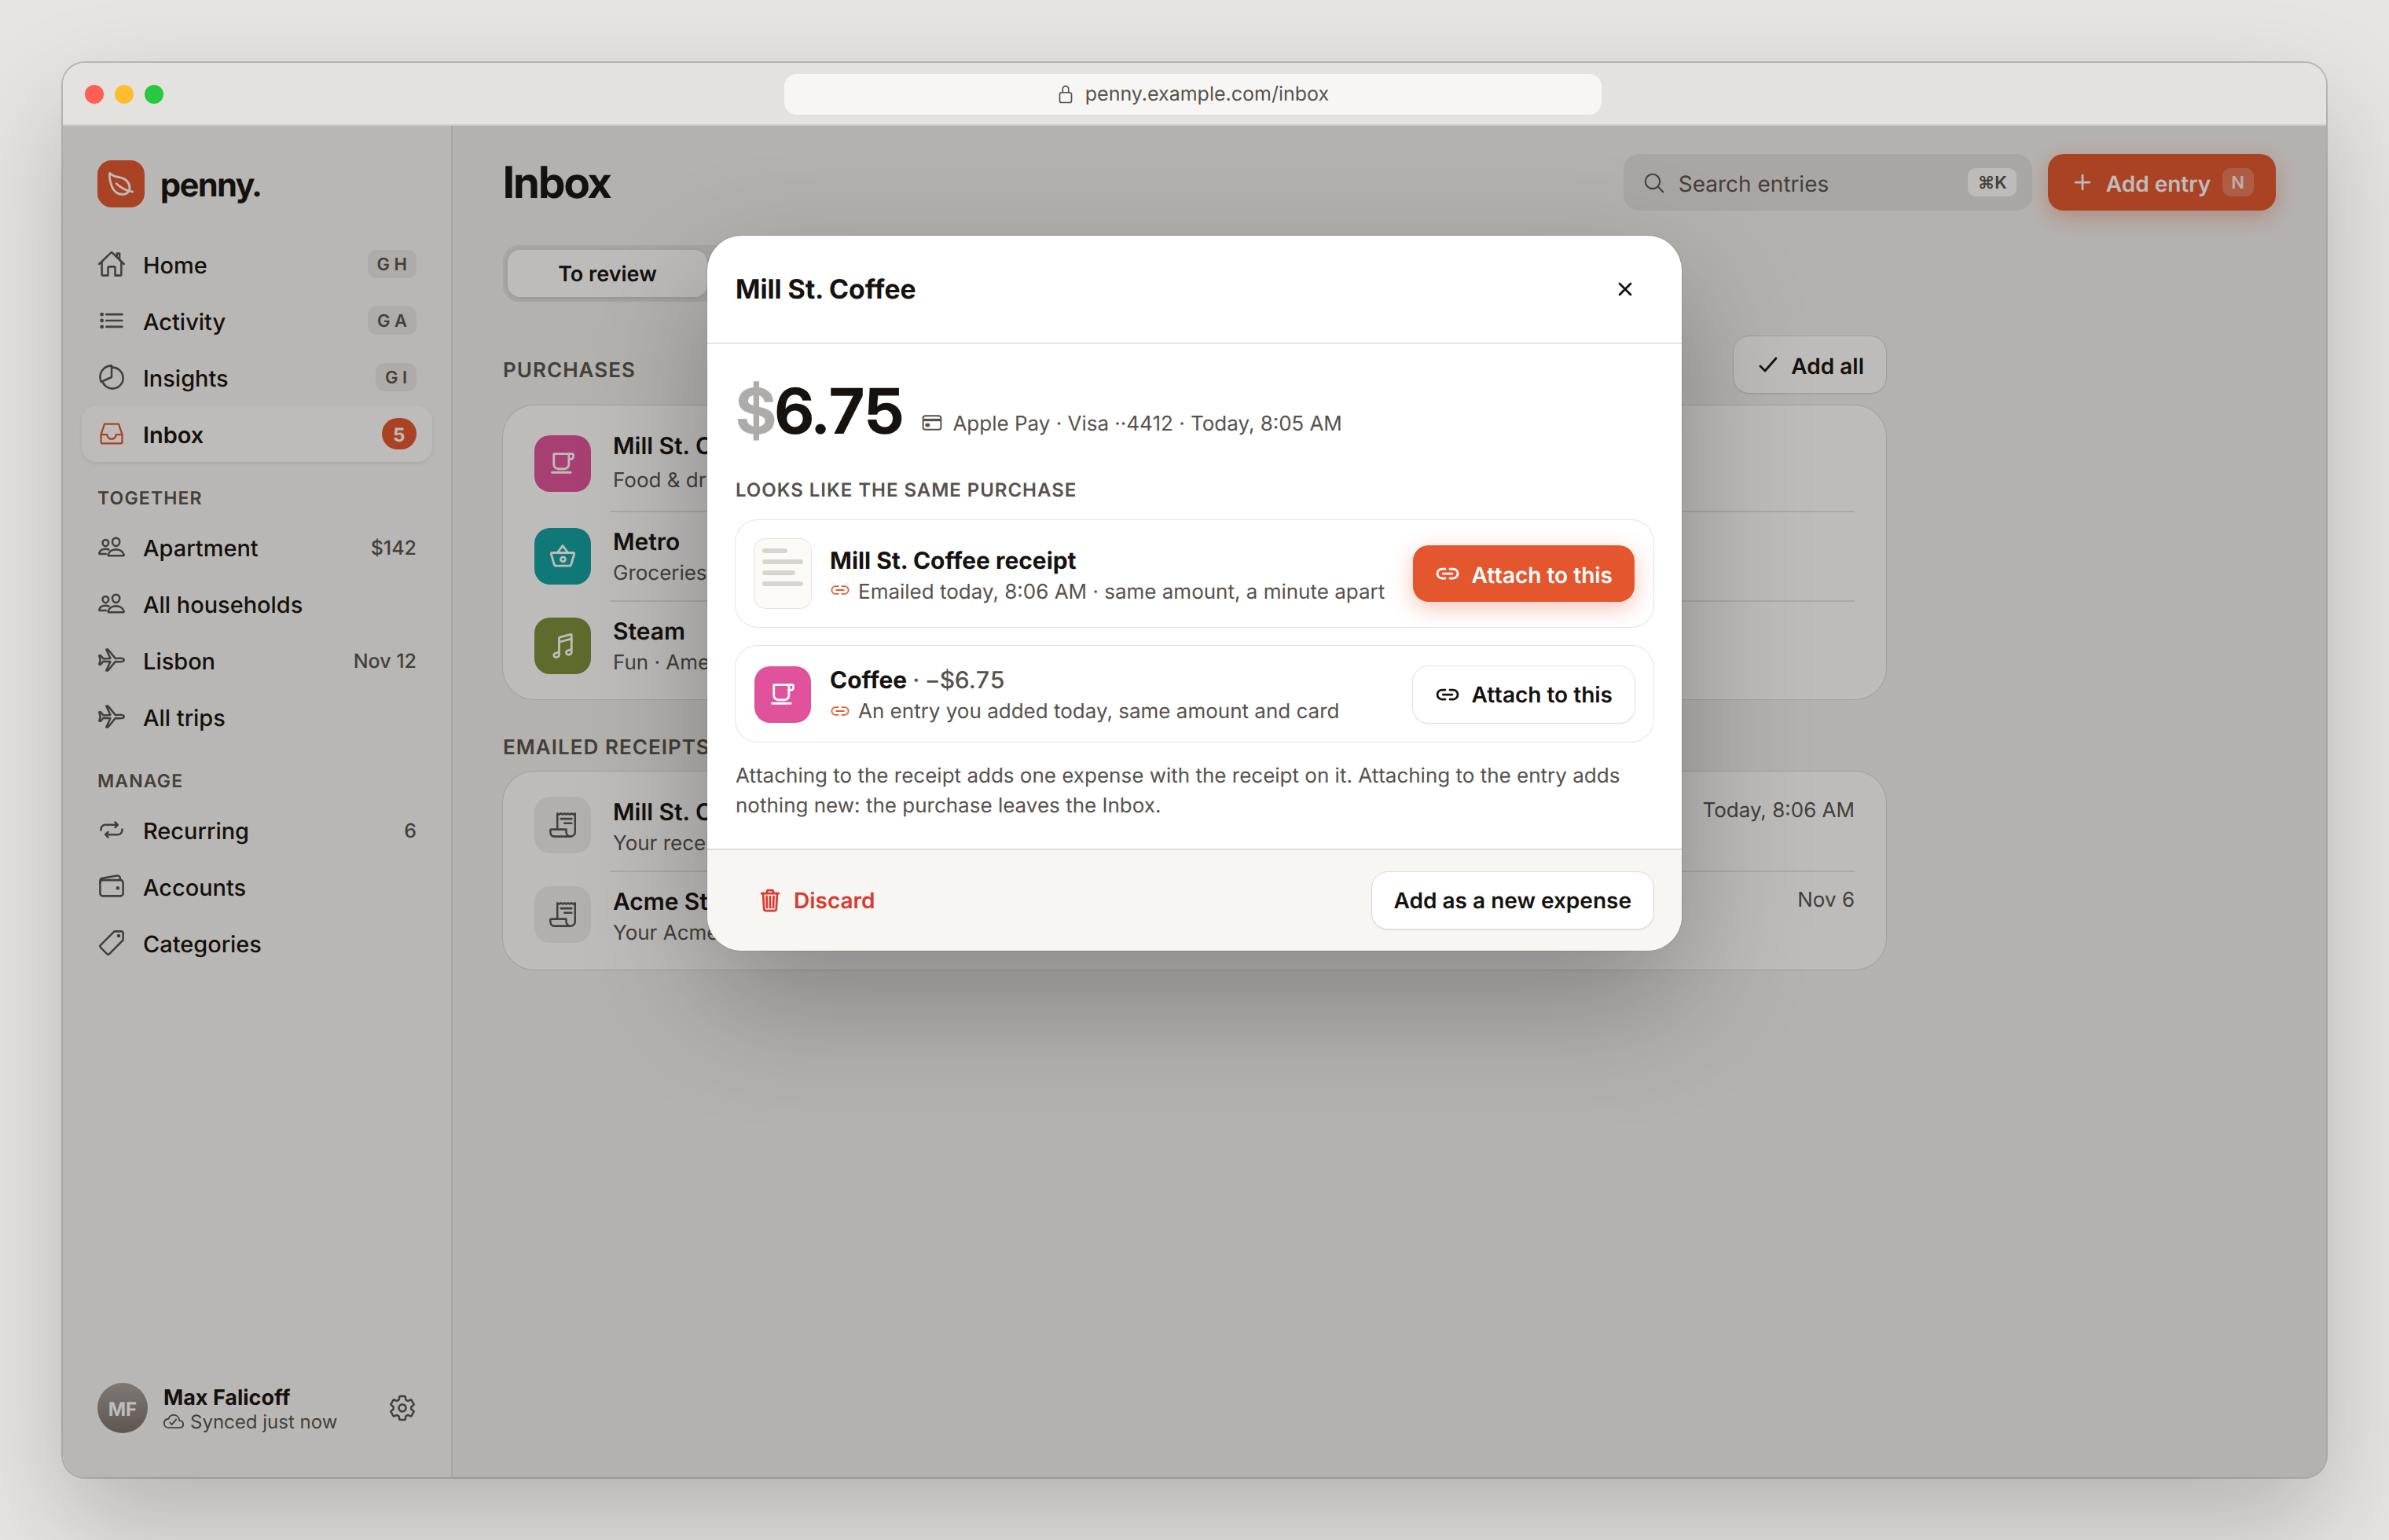 penny.example.com/inbox
penny.
Home G H
Activity G A
Insights G I
Inbox 5
TOGETHER
Apartment $142
All households
Lisbon Nov 12
All trips
MANAGE
Recurring 6
Accounts
Categories
MF
Max Falicoff
Synced just now
Inbox
Search entries ⌘K
+ Add entry N
To review
PURCHASES
Add all
Mill St. C
Food & dr
Metro
Groceries
Steam
Fun · Ame
EMAILED RECEIPTS
Mill St. C
Your rece
Today, 8:06 AM
Acme St
Your Acme
Nov 6
Mill St. Coffee
$6.75
Apple Pay · Visa ··4412 · Today, 8:05 AM
LOOKS LIKE THE SAME PURCHASE
Mill St. Coffee receipt
Emailed today, 8:06 AM · same amount, a minute apart
Attach to this
Coffee · −$6.75
An entry you added today, same amount and card
Attach to this
Attaching to the receipt adds one expense with the receipt on it. Attaching to the entry adds
nothing new: the purchase leaves the Inbox.
Discard
Add as a new expense